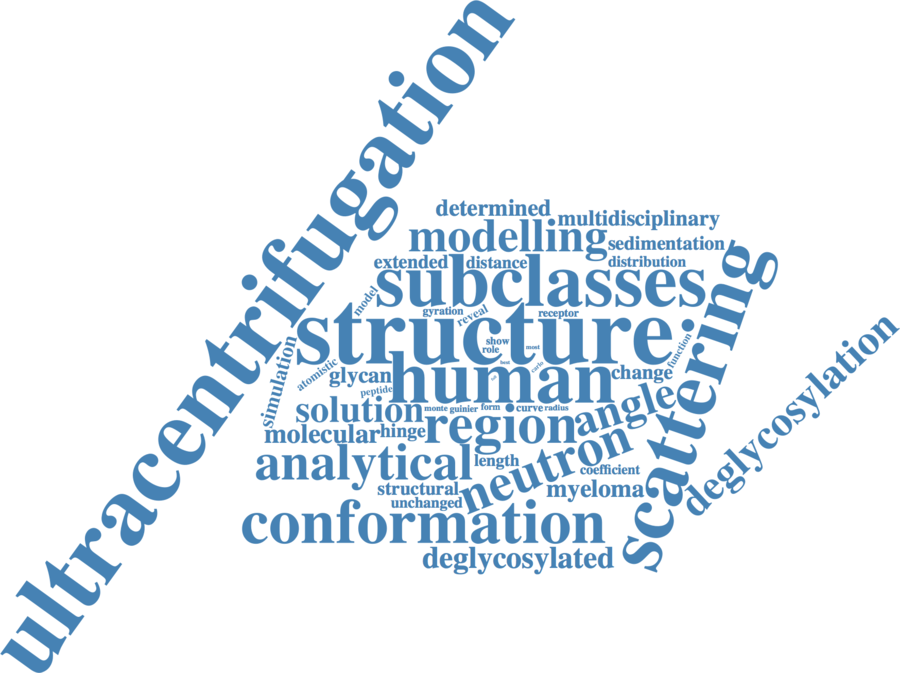 ultracentrifugation
determined
multidisciplinary
modelling
sedimentation
extended
distance
distribution
subclasses
model
gyration
reveal
receptor
structure
show
role
most
function
scattering
simulation
atomistic
glycan
peptide
human
change
deglycosylation
solution
monte
guinier
form
curve
radius
angle
molecular
hinge
region
analytical
length
neutron
coefficient
structural
myeloma
unchanged
conformation
deglycosylated